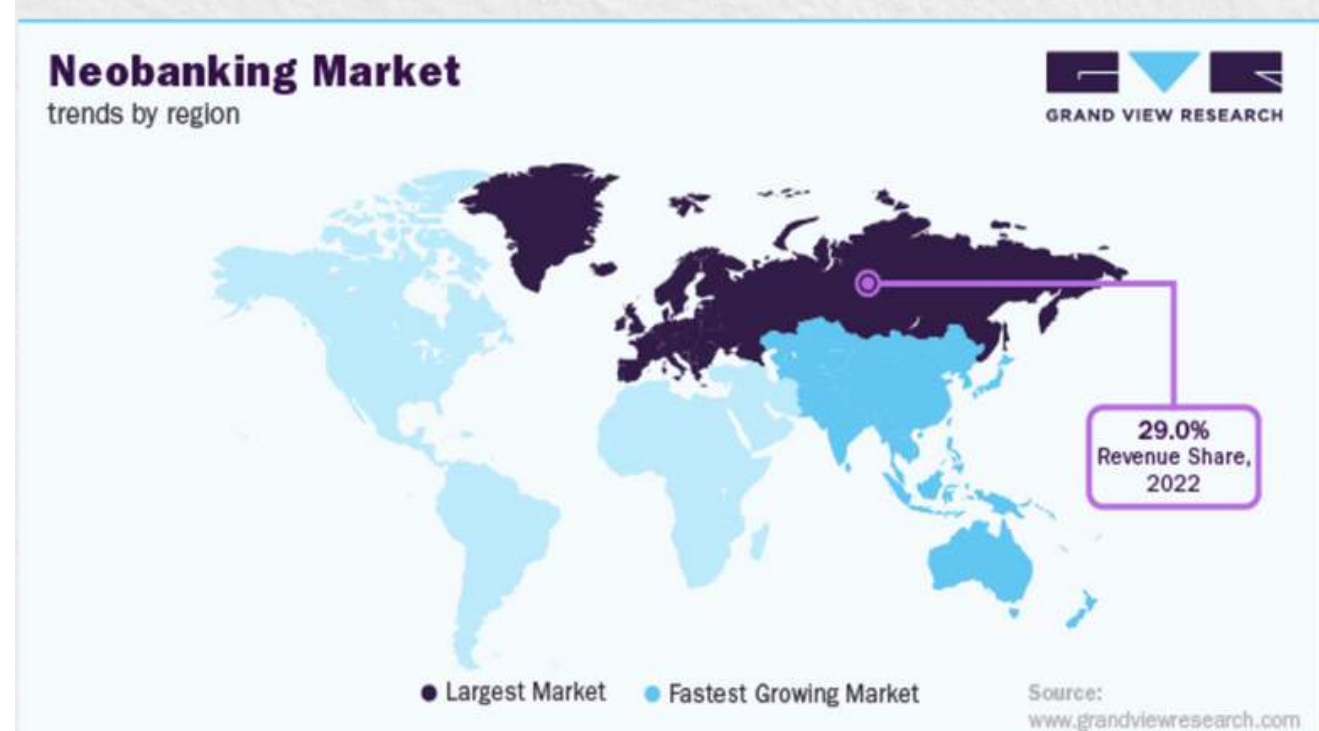 Neobanking Market
trends by region
GRAND VIEW RESEARCH
29.0%
Revenue Share,
2022
Largest Market
Fastest Growing Market
Source:
www.grandviewresearch.com